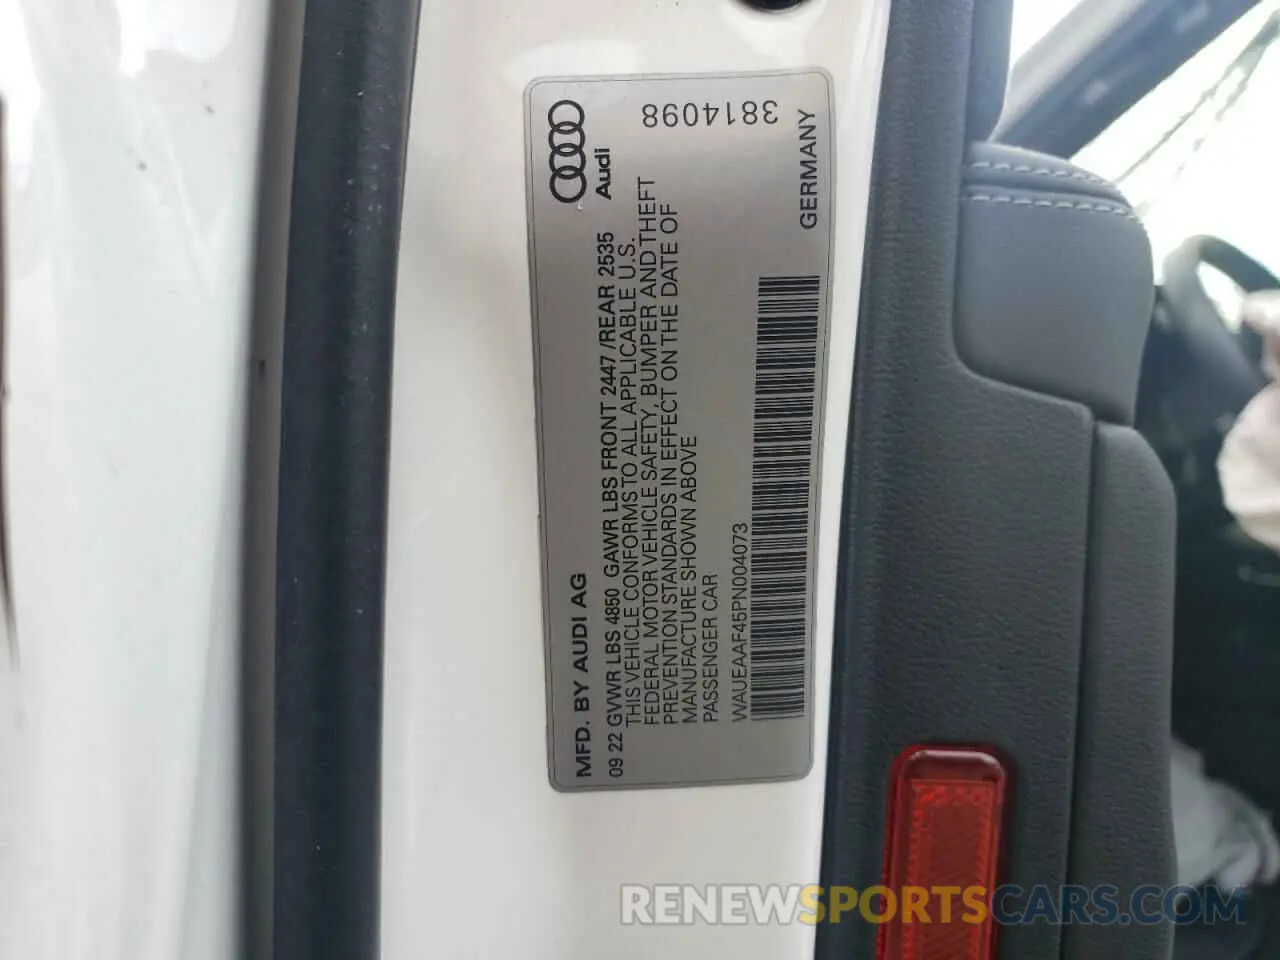 Audi
3814098
MFD. BY AUDI AG
09 22 GVWR LBS 4850 GAWR LBS FRONT 2447 /REAR 2535
THIS VEHICLE CONFORMS TO ALL APPLICABLE U.S.
FEDERAL MOTOR VEHICLE SAFETY, BUMPER AND THEFT
PREVENTION STANDARDS IN EFFECT ON THE DATE OF
MANUFACTURE SHOWN ABOVE
PASSENGER CAR
WAUEAAF45PN004073
GERMANY
RENEWSPORTSCARS.COM